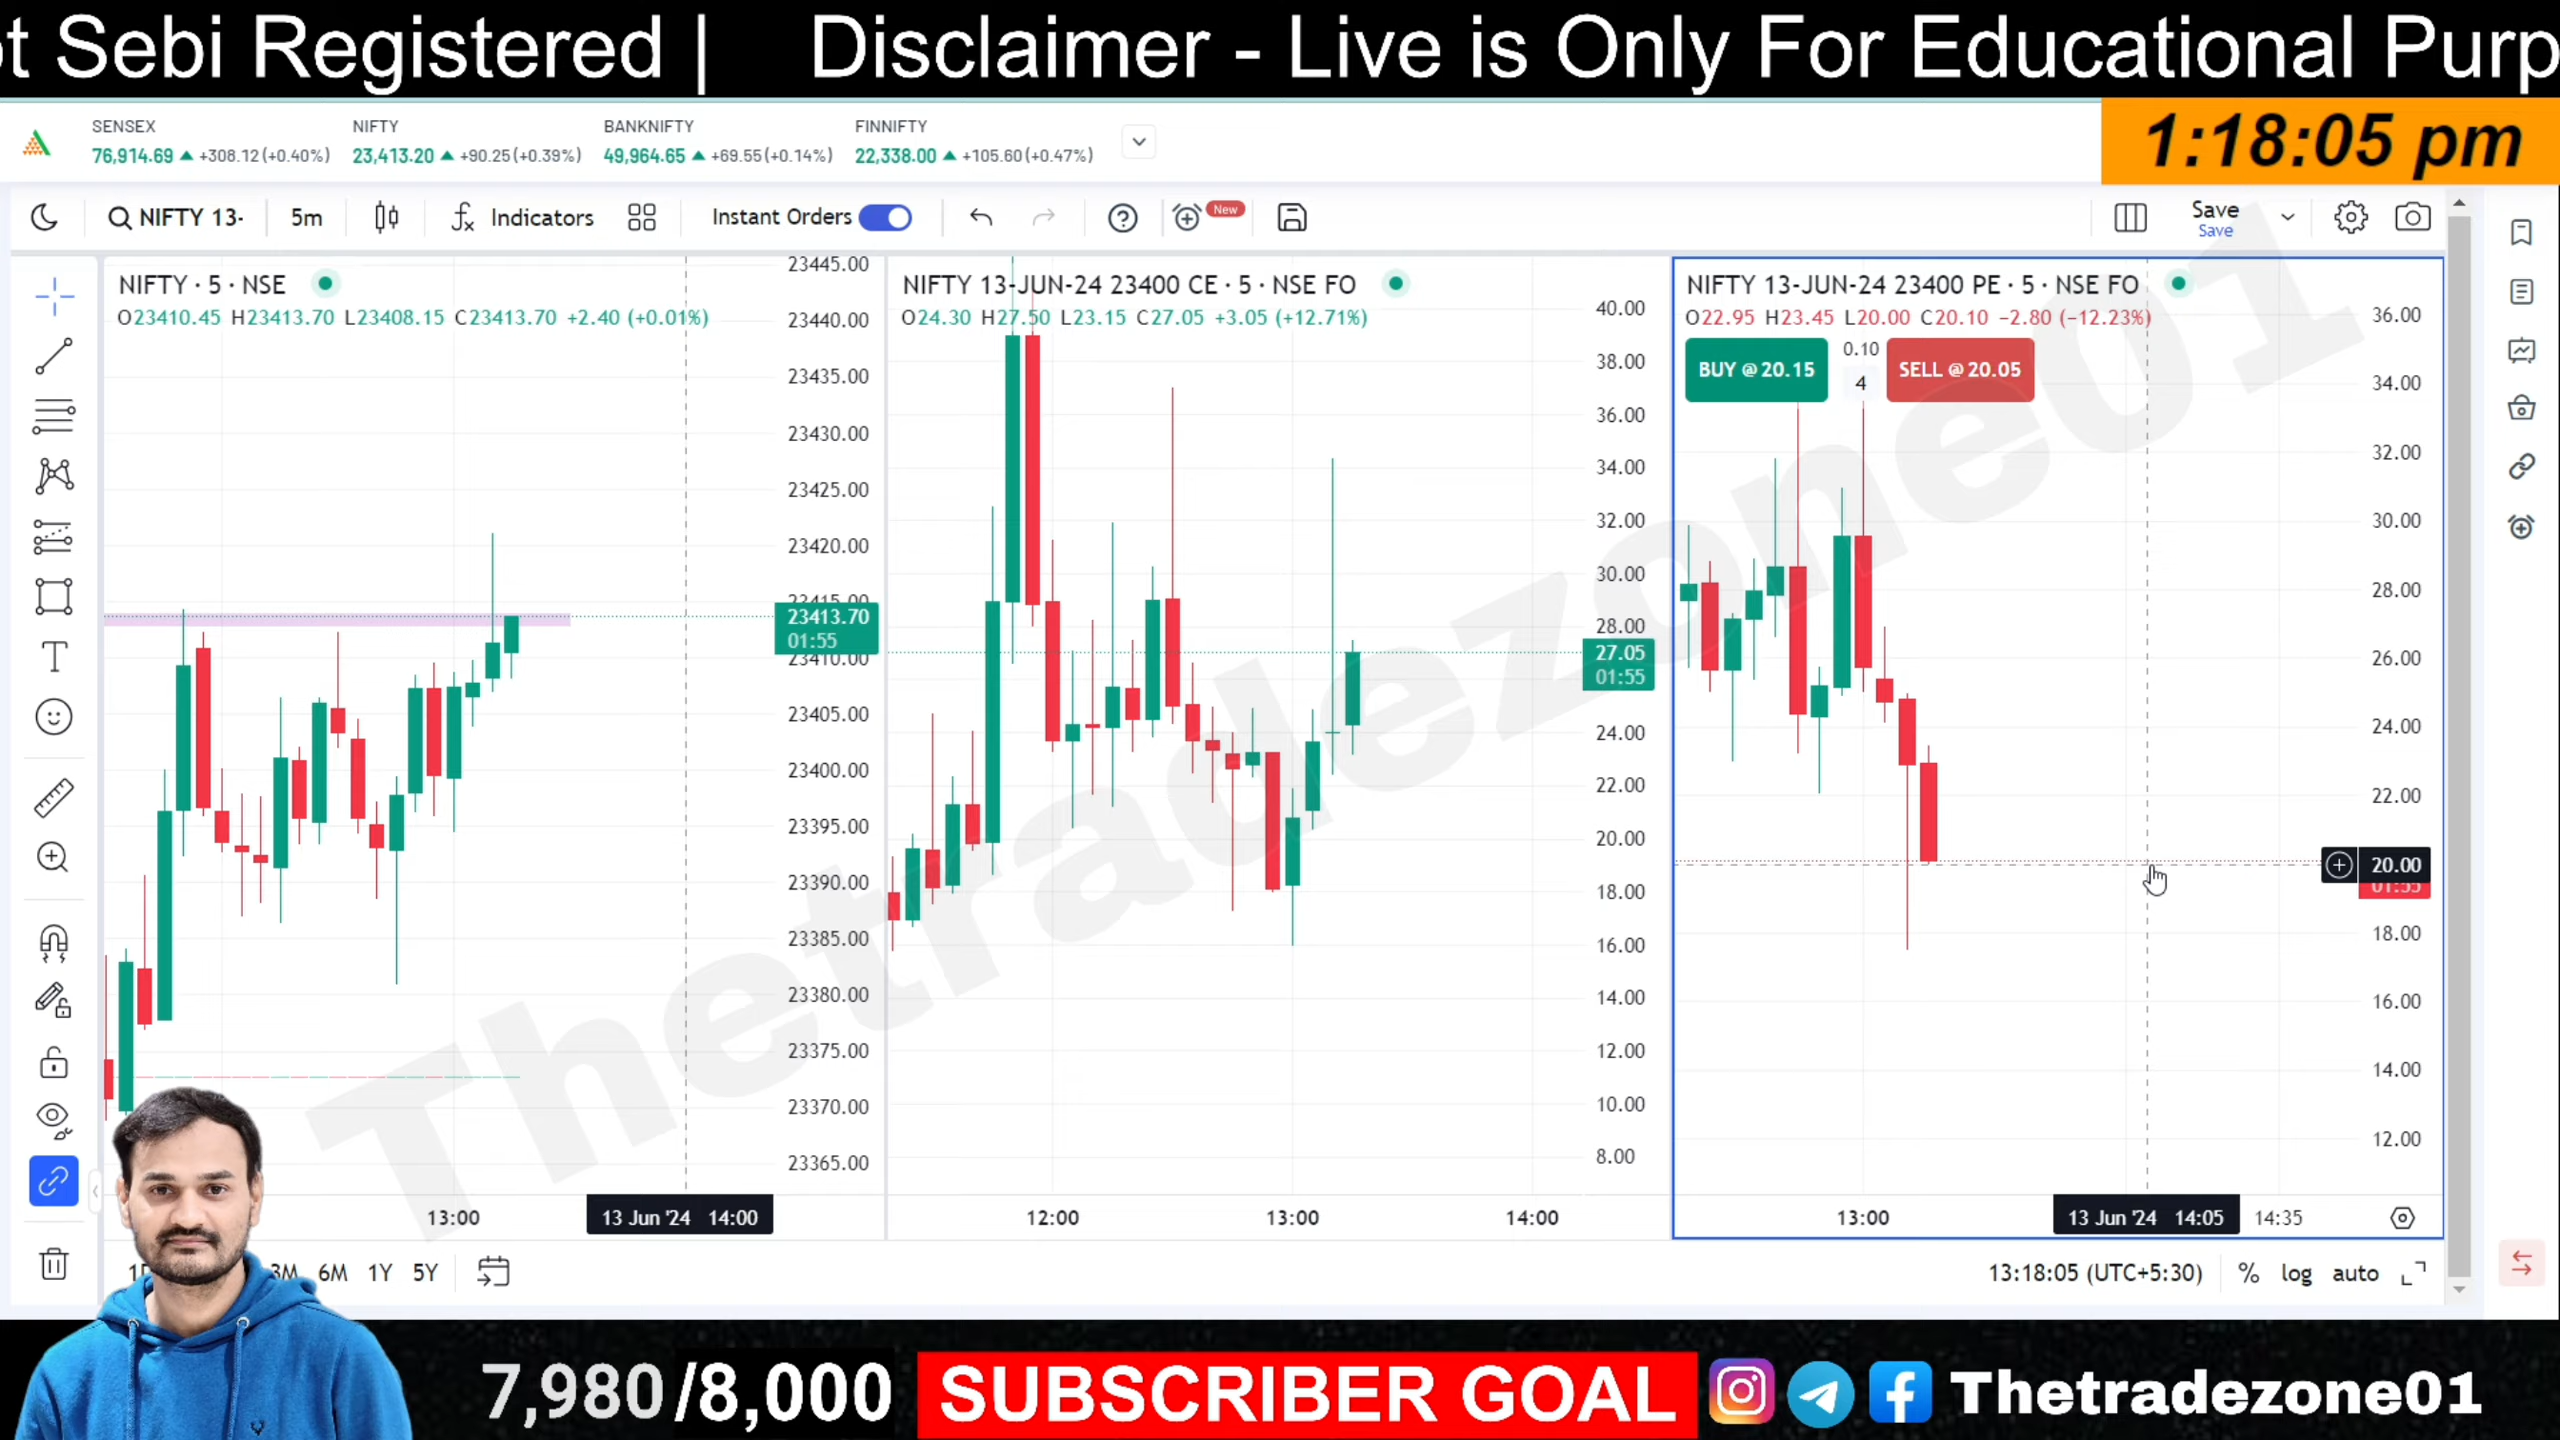 t Sebi Registered | Disclaimer - Live is Only For Educational Purp
SENSEX
76,914.69 ▲ +308.12 (+0.40%)
NIFTY
23,413.20 ▲ +90.25 (+0.39%)
BANKNIFTY
49,964.65 ▲ +69.55 (+0.14%)
FINNIFTY
22,338.00 ▲ +105.60 (+0.47%)
1:18:05 pm
NIFTY 13- 5m Indicators Instant Orders New Save
Save
NIFTY · 5 · NSE
O23410.45 H23413.70 L23408.15 C23413.70 +2.40 (+0.01%)
23445.00
23440.00
23435.00
23430.00
23425.00
23420.00
23415.00
23413.70
01:55
23410.00
23405.00
23400.00
23395.00
23390.00
23385.00
23380.00
23375.00
23370.00
23365.00
13:00 13 Jun '24 14:00
NIFTY 13-JUN-24 23400 CE · 5 · NSE FO
O24.30 H27.50 L23.15 C27.05 +3.05 (+12.71%)
40.00
38.00
36.00
34.00
32.00
30.00
28.00
27.05
01:55
24.00
22.00
20.00
18.00
16.00
14.00
12.00
10.00
8.00
12:00 13:00 14:00
NIFTY 13-JUN-24 23400 PE · 5 · NSE FO
O22.95 H23.45 L20.00 C20.10 −2.80 (−12.23%)
BUY @ 20.15 0.10 SELL @ 20.05
4
36.00
34.00
32.00
30.00
28.00
26.00
24.00
22.00
20.00
01:55
18.00
16.00
14.00
12.00
13:00 13 Jun '24 14:05 14:35
Thetradezone01
3M 6M 1Y 5Y
13:18:05 (UTC+5:30) % log auto
7,980/8,000 SUBSCRIBER GOAL Thetradezone01